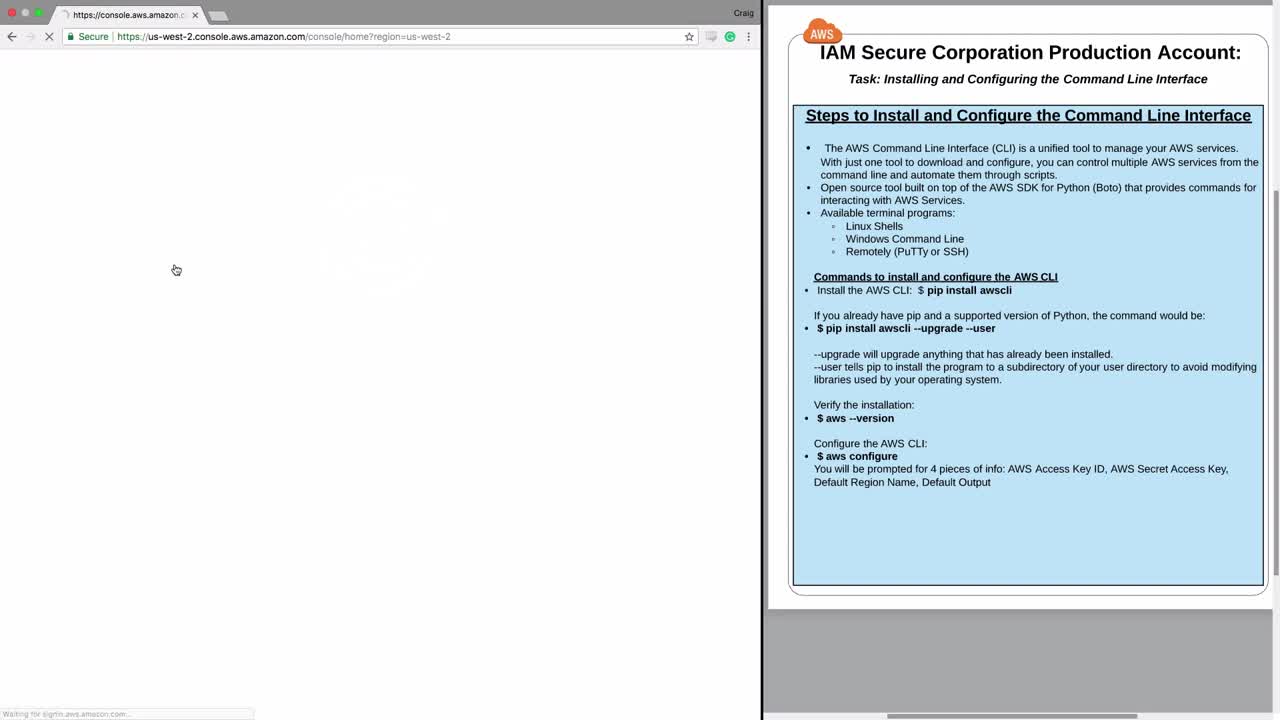 https://console.aws.amazon.c
Craig
Secure | https://us-west-2.console.aws.amazon.com/console/home?region=us-west-2
AWS
IAM Secure Corporation Production Account:
Task: Installing and Configuring the Command Line Interface
Steps to Install and Configure the Command Line Interface
• The AWS Command Line Interface (CLI) is a unified tool to manage your AWS services.
With just one tool to download and configure, you can control multiple AWS services from the
command line and automate them through scripts.
• Open source tool built on top of the AWS SDK for Python (Boto) that provides commands for
interacting with AWS Services.
• Available terminal programs:
◦ Linux Shells
◦ Windows Command Line
◦ Remotely (PuTTy or SSH)
Commands to install and configure the AWS CLI
• Install the AWS CLI: $ pip install awscli
If you already have pip and a supported version of Python, the command would be:
• $ pip install awscli --upgrade --user
--upgrade will upgrade anything that has already been installed.
--user tells pip to install the program to a subdirectory of your user directory to avoid modifying
libraries used by your operating system.
Verify the installation:
• $ aws --version
Configure the AWS CLI:
• $ aws configure
You will be prompted for 4 pieces of info: AWS Access Key ID, AWS Secret Access Key,
Default Region Name, Default Output
Waiting for signin.aws.amazon.com...